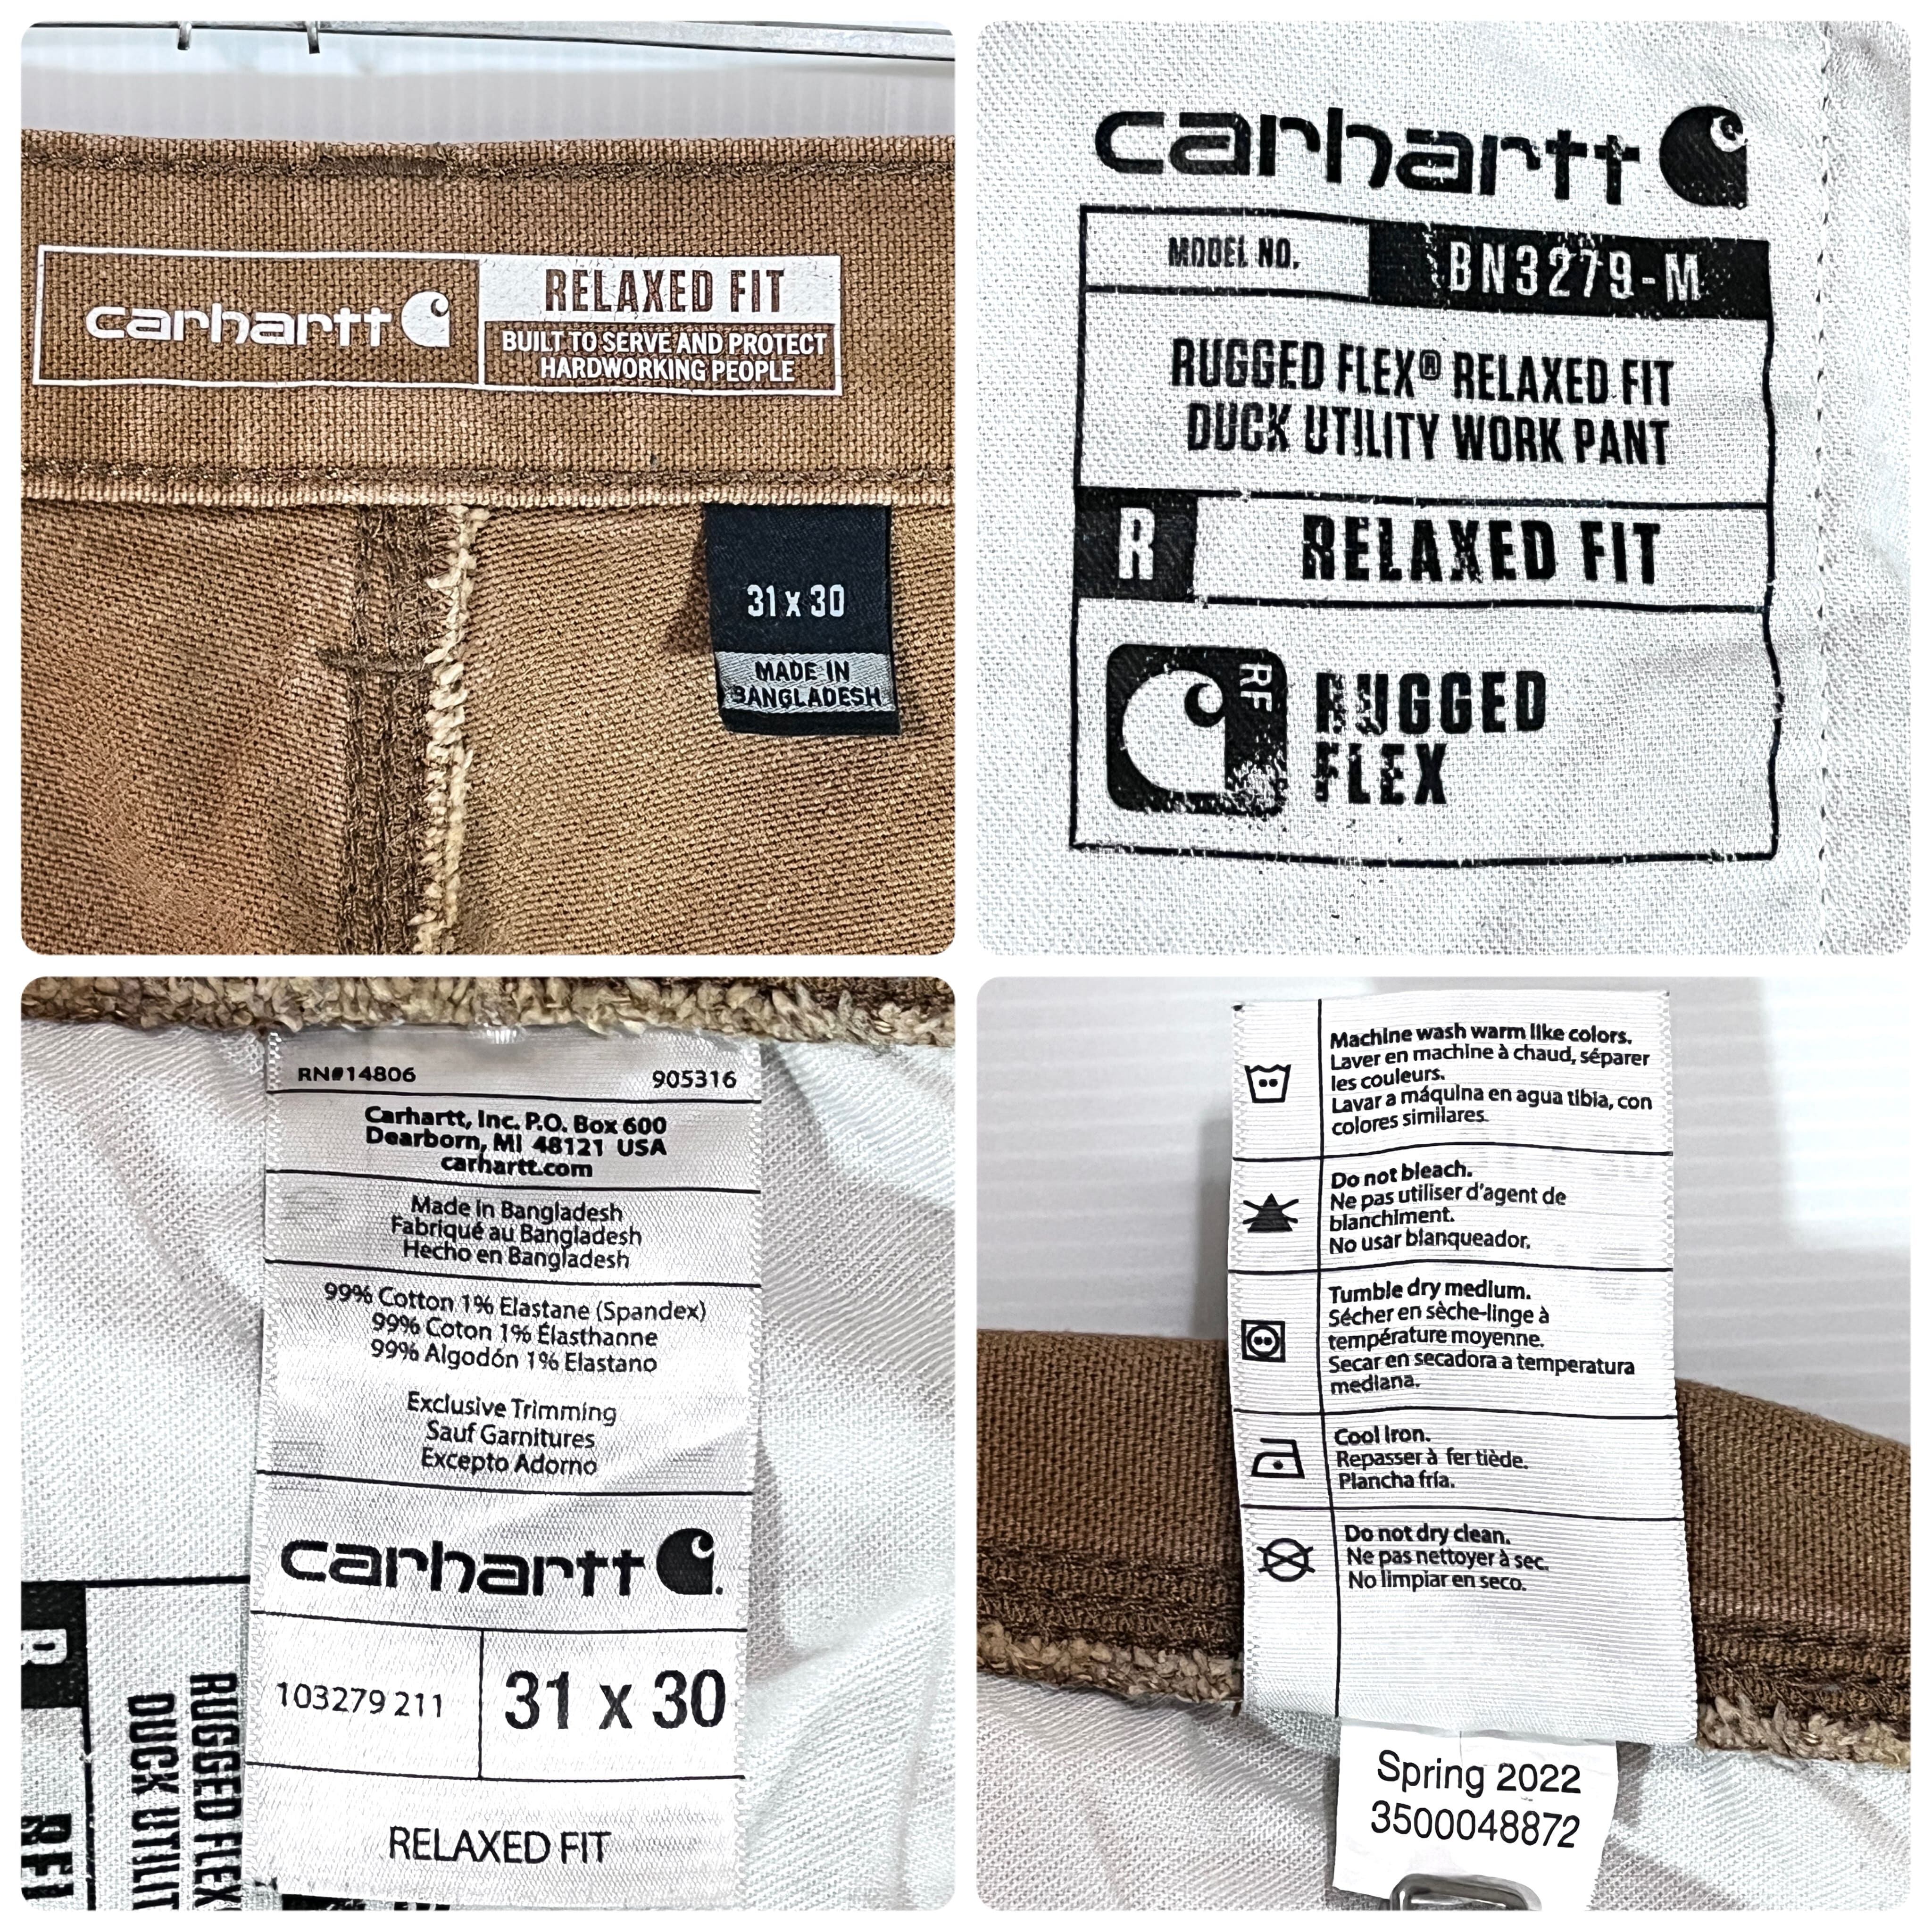 carhartt
RELAXED FIT
BUILT TO SERVE AND PROTECT
HARDWORKING PEOPLE
31 x 30
MADE IN
BANGLADESH
carhartt
MODEL NO.
BN3279-M
RUGGED FLEX® RELAXED FIT
DUCK UTILITY WORK PANT
R
RELAXED FIT
RF
RUGGED
FLEX
RN#14806
905316
Carhartt, Inc. P.O. Box 600
Dearborn, MI 48121 USA
carhartt.com
Made in Bangladesh
Fabriqué au Bangladesh
Hecho en Bangladesh
99% Cotton 1% Elastane (Spandex)
99% Coton 1% Élasthanne
99% Algodón 1% Elastano
Exclusive Trimming
Sauf Garnitures
Excepto Adorno
carhartt
103279 211
31 x 30
RELAXED FIT
R
RUGGED FLEX
DUCK UTILIT
REL
Machine wash warm like colors.
Laver en machine à chaud, séparer
les couleurs.
Lavar a máquina en agua tibia, con
colores similares.
Do not bleach.
Ne pas utiliser d'agent de
blanchiment.
No usar blanqueador.
Tumble dry medium.
Sécher en sèche-linge à
température moyenne.
Secar en secadora a temperatura
mediana.
Cool Iron.
Repasser à fer tiède.
Plancha fría.
Do not dry clean.
Ne pas nettoyer à sec.
No limpiar en seco.
Spring 2022
3500048872